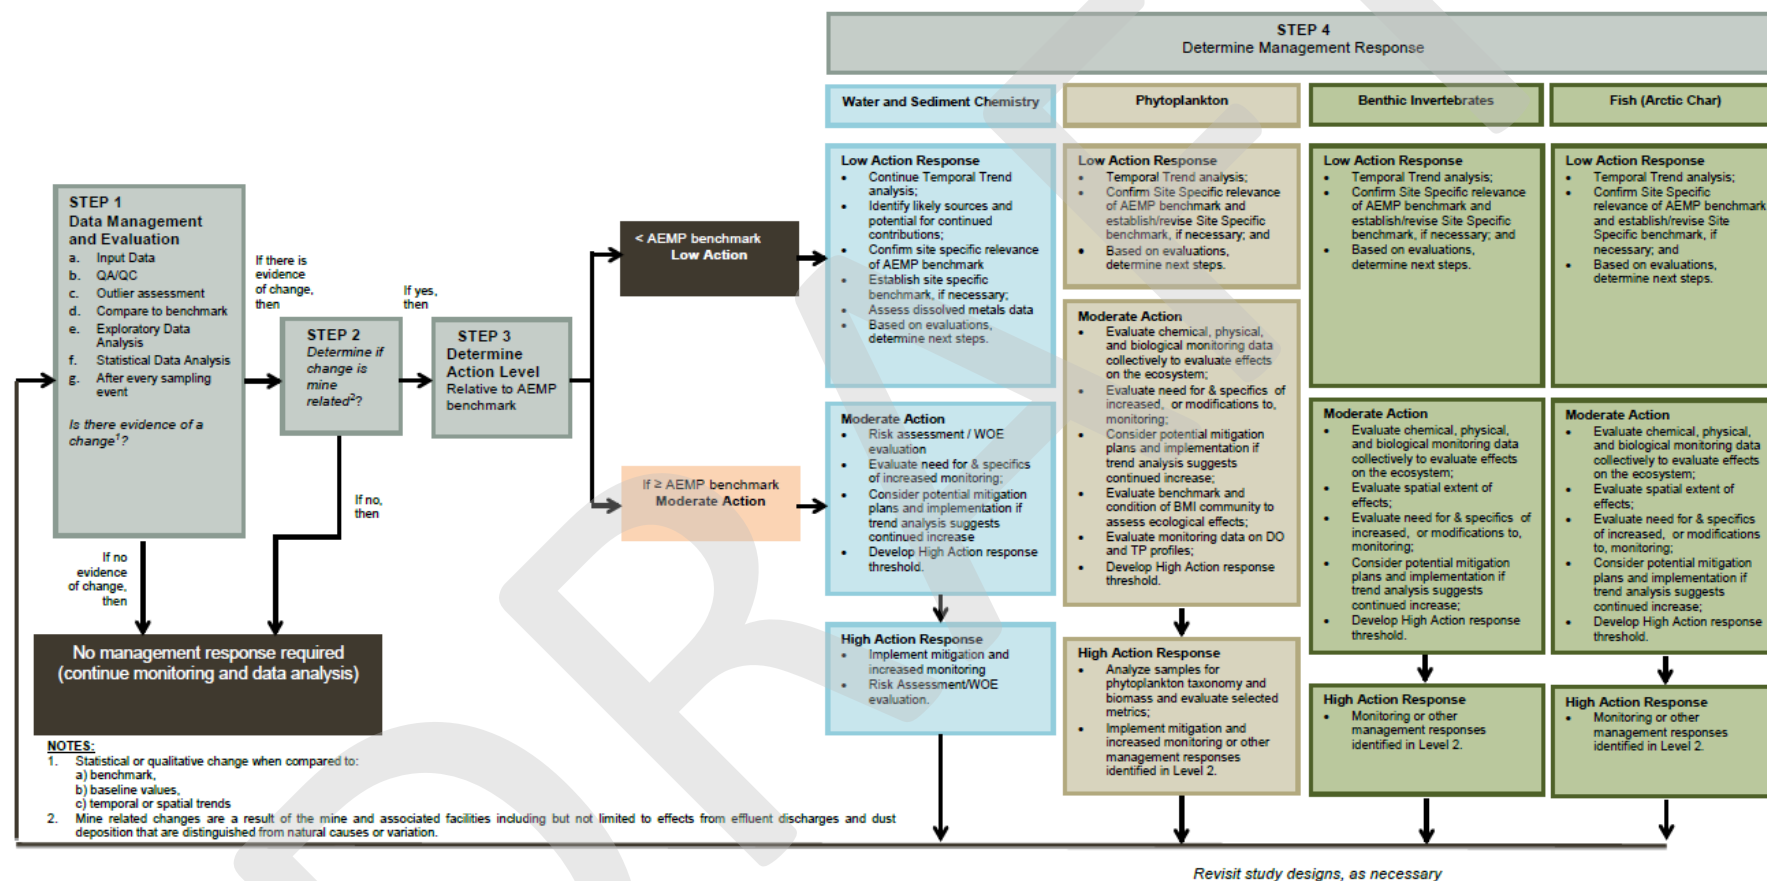 STEP 4
Determine Management Response
Water and Sediment Chemistry
Phytoplankton
Benthic Invertebrates
Fish (Arctic Char)
STEP 1
Data Management
and Evaluation
a. Input Data
b. QA/QC
c. Outlier assessment
d. Compare to benchmark
e. Exploratory Data
Analysis
f. Statistical Data Analysis
g. After every sampling
event
Is there evidence of a
change1?
If there is
evidence
of change,
then
STEP 2
Determine if
change is
mine
related2?
If yes,
then
STEP 3
Determine
Action Level
Relative to AEMP
benchmark
If no,
then
If no
evidence
of change,
then
No management response required
(continue monitoring and data analysis)
< AEMP benchmark
Low Action
If ≥ AEMP benchmark
Moderate Action
Low Action Response
• Continue Temporal Trend
analysis;
• Identify likely sources and
potential for continued
contributions;
• Confirm site specific relevance
of AEMP benchmark
• Establish site specific
benchmark, if necessary;
• Assess dissolved metals data
• Based on evaluations,
determine next steps.
Moderate Action
• Risk assessment / WOE
evaluation
• Evaluate need for & specifics
of increased monitoring;
• Consider potential mitigation
plans and implementation if
trend analysis suggests
continued increase
• Develop High Action response
threshold.
High Action Response
• Implement mitigation and
increased monitoring
• Risk Assessment/WOE
evaluation.
Low Action Response
• Temporal Trend analysis;
• Confirm Site Specific relevance
of AEMP benchmark and
establish/revise Site Specific
benchmark, if necessary; and
• Based on evaluations,
determine next steps.
Moderate Action
• Evaluate chemical, physical,
and biological monitoring data
collectively to evaluate effects
on the ecosystem;
• Evaluate need for & specifics of
increased, or modifications to,
monitoring;
• Consider potential mitigation
plans and implementation if
trend analysis suggests
continued increase;
• Evaluate benchmark and
condition of BMI community to
assess ecological effects;
• Evaluate monitoring data on DO
and TP profiles;
• Develop High Action response
threshold.
High Action Response
• Analyze samples for
phytoplankton taxonomy and
biomass and evaluate selected
metrics;
• Implement mitigation and
increased monitoring or other
management responses
identified in Level 2.
Low Action Response
• Temporal Trend analysis;
• Confirm Site Specific relevance
of AEMP benchmark and
establish/revise Site Specific
benchmark, if necessary; and
• Based on evaluations,
determine next steps.
Moderate Action
• Evaluate chemical, physical,
and biological monitoring data
collectively to evaluate effects
on the ecosystem;
• Evaluate spatial extent of
effects;
• Evaluate need for & specifics of
increased, or modifications to,
monitoring;
• Consider potential mitigation
plans and implementation if
trend analysis suggests
continued increase;
• Develop High Action response
threshold.
High Action Response
• Monitoring or other
management responses
identified in Level 2.
Low Action Response
• Temporal Trend analysis;
• Confirm Site Specific
relevance of AEMP benchmark
and establish/revise Site
Specific benchmark, if
necessary; and
• Based on evaluations,
determine next steps.
Moderate Action
• Evaluate chemical, physical,
and biological monitoring data
collectively to evaluate effects
on the ecosystem;
• Evaluate spatial extent of
effects;
• Evaluate need for & specifics
of increased, or modifications
to, monitoring;
• Consider potential mitigation
plans and implementation if
trend analysis suggests
continued increase;
• Develop High Action response
threshold.
High Action Response
• Monitoring or other
management responses
identified in Level 2.
NOTES:
1. Statistical or qualitative change when compared to:
a) benchmark,
b) baseline values,
c) temporal or spatial trends
2. Mine related changes are a result of the mine and associated facilities including but not limited to effects from effluent discharges and dust
deposition that are distinguished from natural causes or variation.
Revisit study designs, as necessary
DRAFT